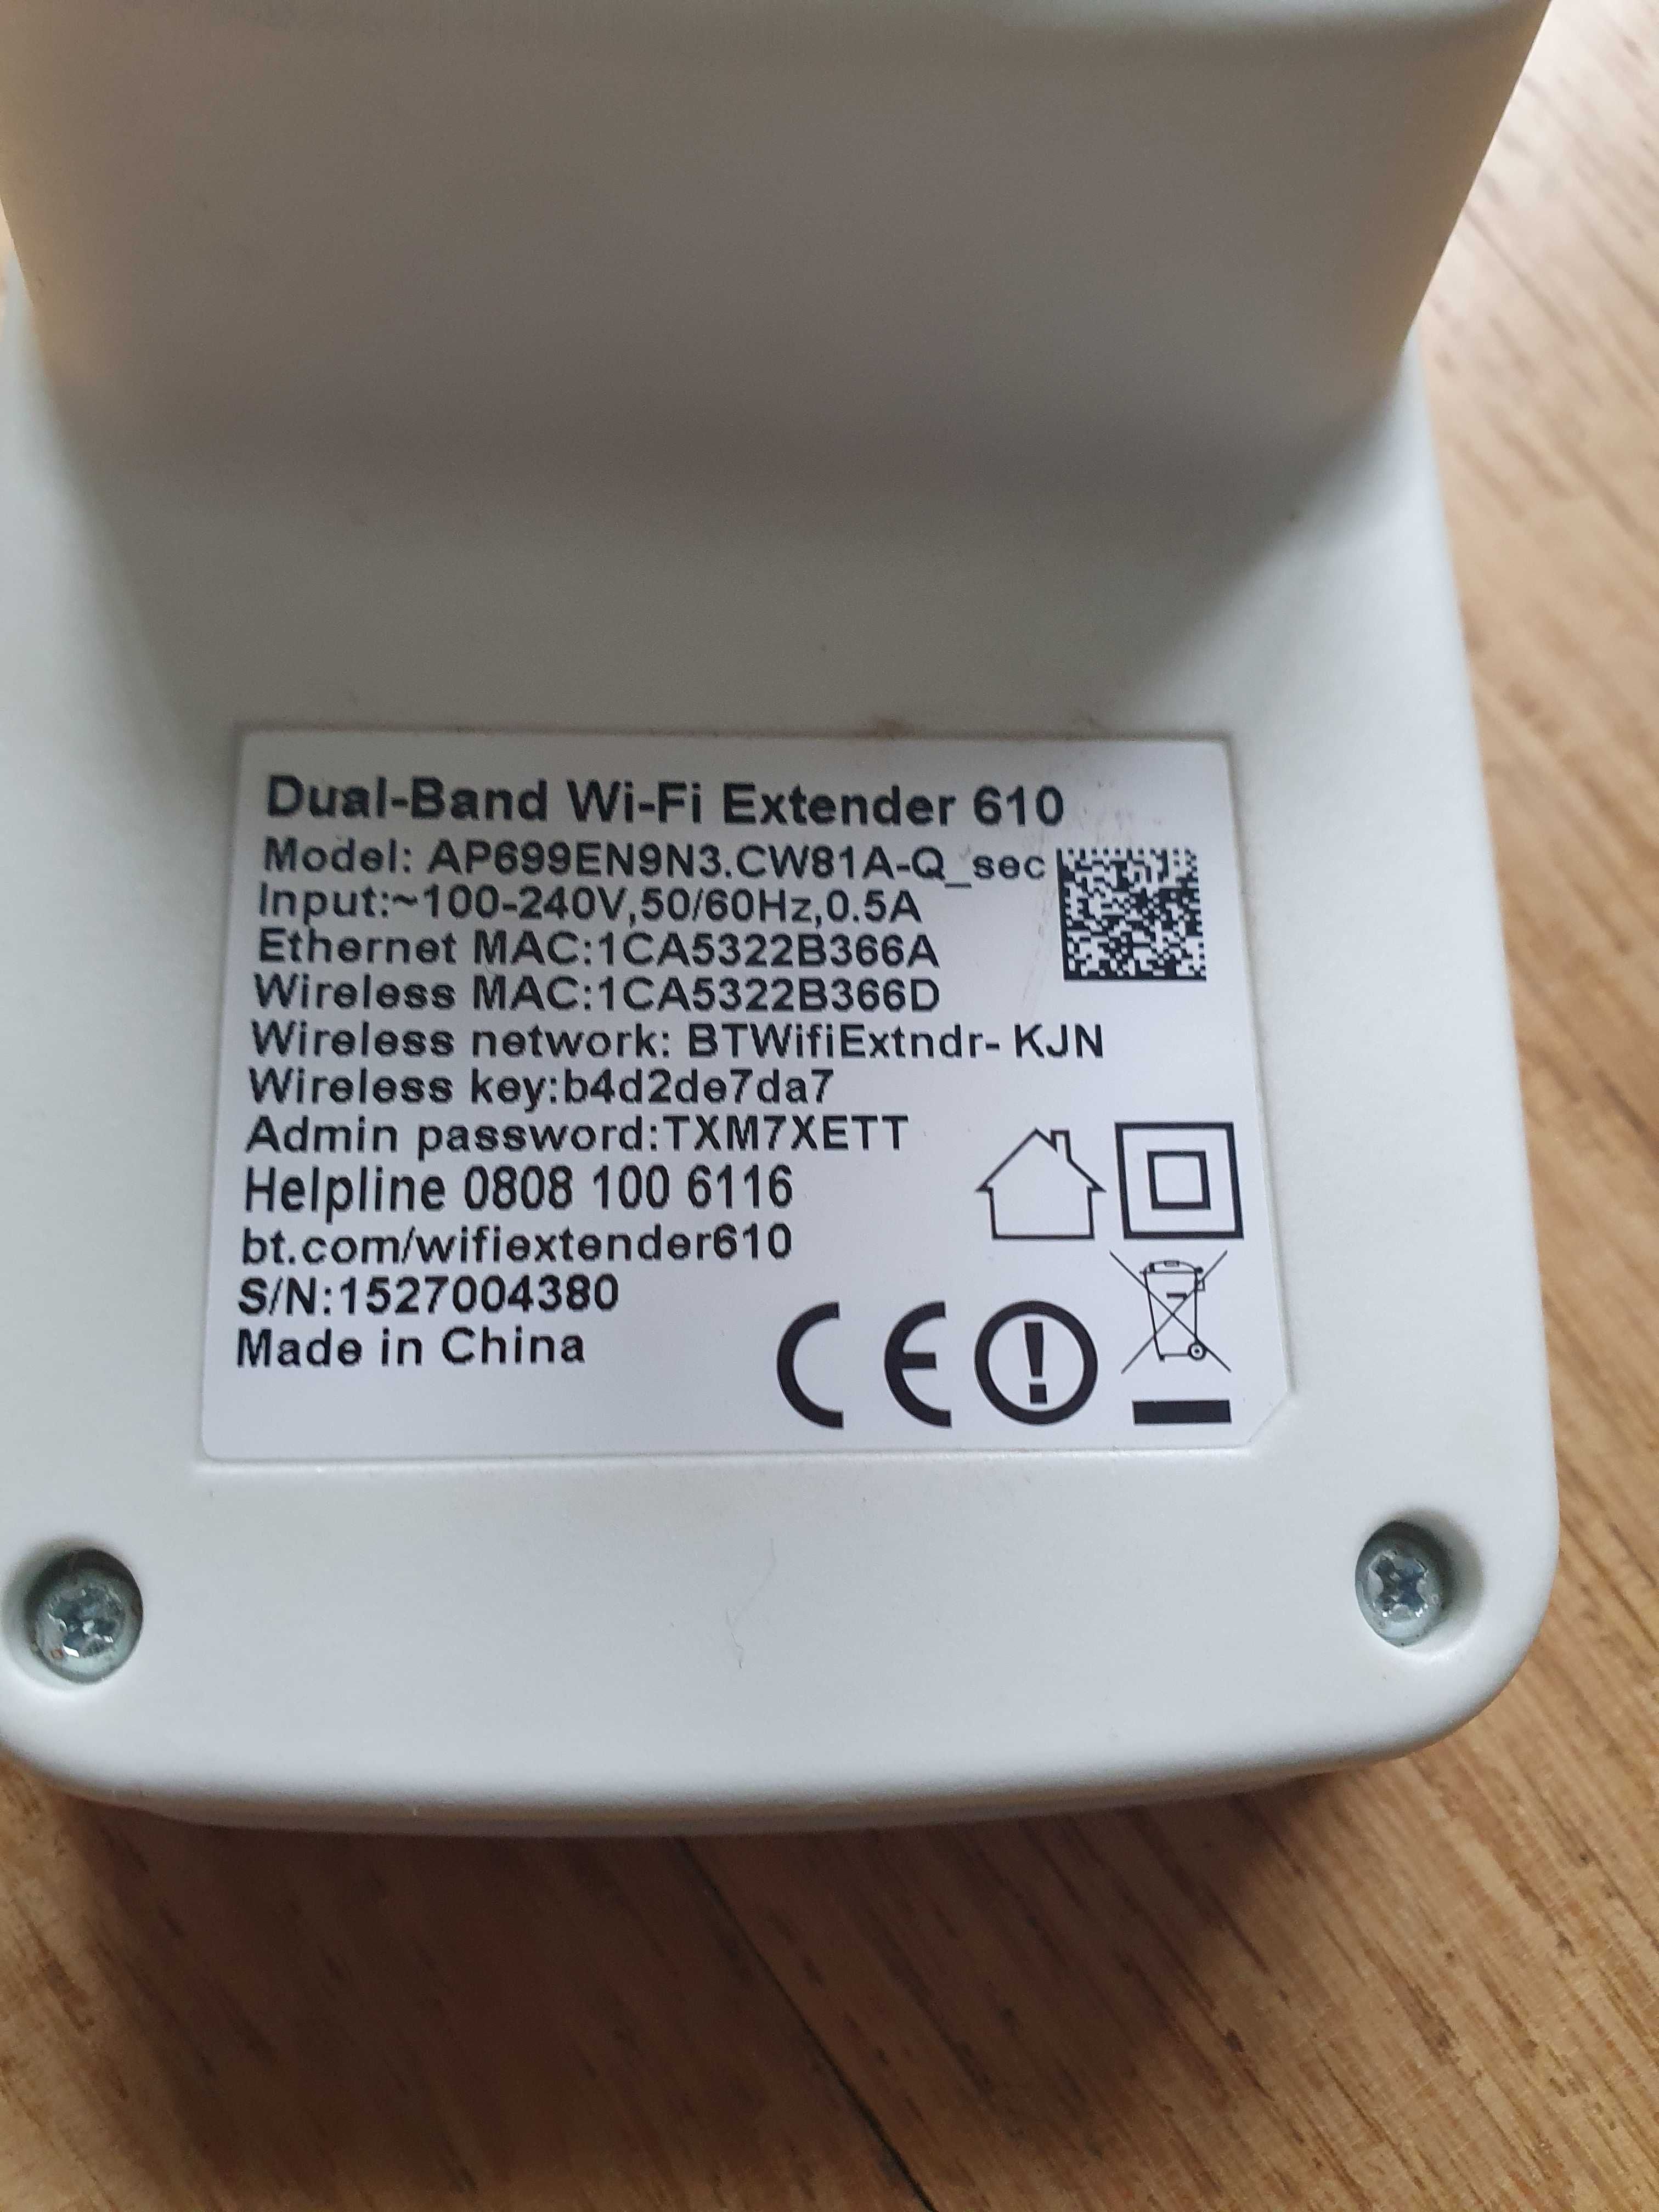 Dual-Band Wi-Fi Extender 610
Model: AP699EN9N3.CW81A-Q_sec
Input:~100-240V,50/60Hz,0.5A
Ethernet MAC:1CA5322B366A
Wireless MAC:1CA5322B366D
Wireless network: BTWifiExtndr- KJN
Wireless key:b4d2de7da7
Admin password:TXM7XETT
Helpline 0808 100 6116
bt.com/wifiextender610
S/N:1527004380
Made in China
CE